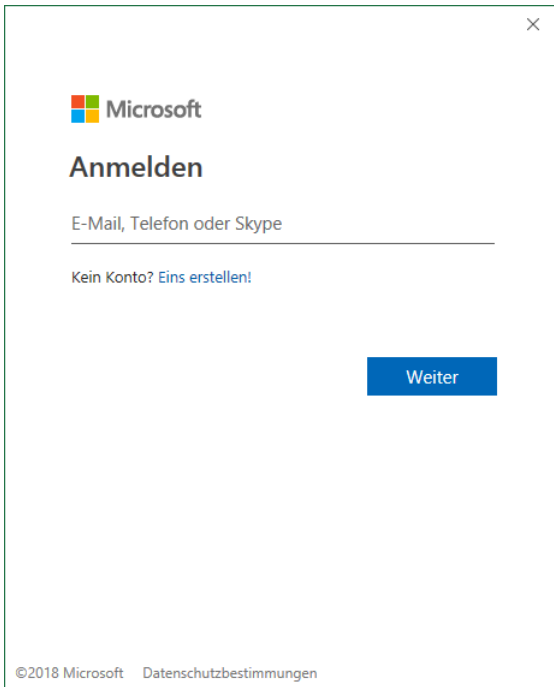 Microsoft
Anmelden
E-Mail, Telefon oder Skype
Kein Konto? Eins erstellen!
Weiter
©2018 Microsoft Datenschutzbestimmungen